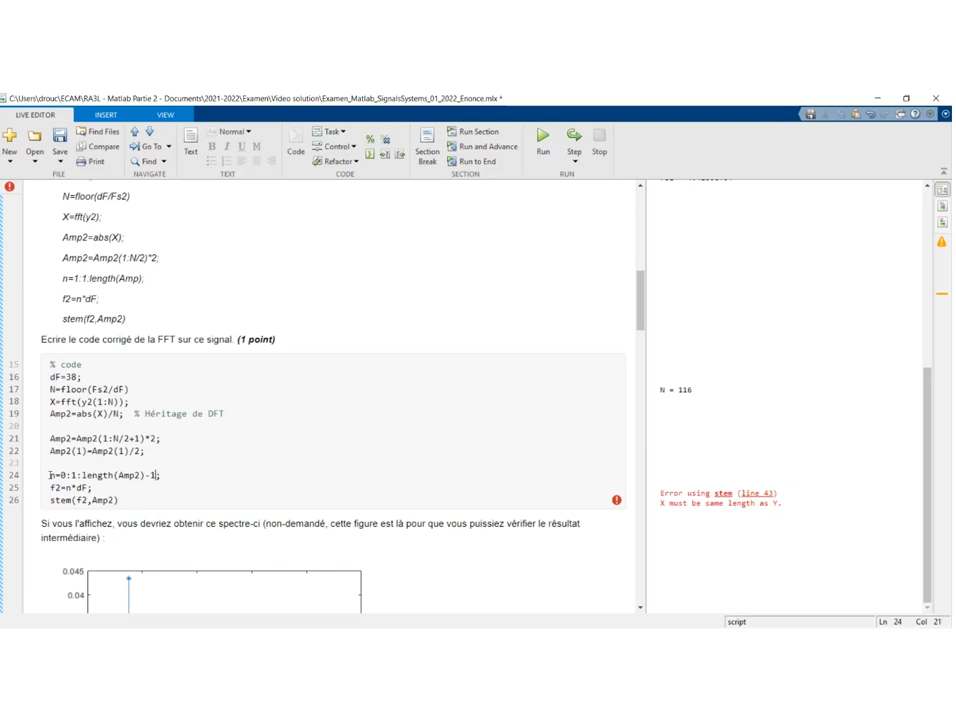 C:\Users\drouc\ECAM\RA3L - Matlab Partie 2 - Documents\2021-2022\Examen\Video solution\Examen_Matlab_SignalsSystems_01_2022_Enonce.mlx *
LIVE EDITOR INSERT VIEW
New Open Save Find Files Compare Print Go To Find Text Normal B I U M Code Task Control Refactor Section Break Run Section Run and Advance Run to End Run Step Stop
FILE NAVIGATE TEXT CODE SECTION RUN
N=floor(dF/Fs2)
X=fft(y2);
Amp2=abs(X);
Amp2=Amp2(1:N/2)*2;
n=1:1:length(Amp);
f2=n*dF;
stem(f2,Amp2)
Ecrire le code corrigé de la FFT sur ce signal. (1 point)
15 % code
16 dF=38;
17 N=floor(Fs2/dF)
18 X=fft(y2(1:N));
19 Amp2=abs(X)/N; % Héritage de DFT
20
21 Amp2=Amp2(1:N/2+1)*2;
22 Amp2(1)=Amp2(1)/2;
23
24 n=0:1:length(Amp2)-1;
25 f2=n*dF;
26 stem(f2,Amp2)
Si vous l'affichez, vous devriez obtenir ce spectre-ci (non-demandé, cette figure est là pour que vous puissiez vérifier le résultat
intermédiaire) :
0.045
0.04
N = 116
Error using stem (line 43)
X must be same length as Y.
script Ln 24 Col 21